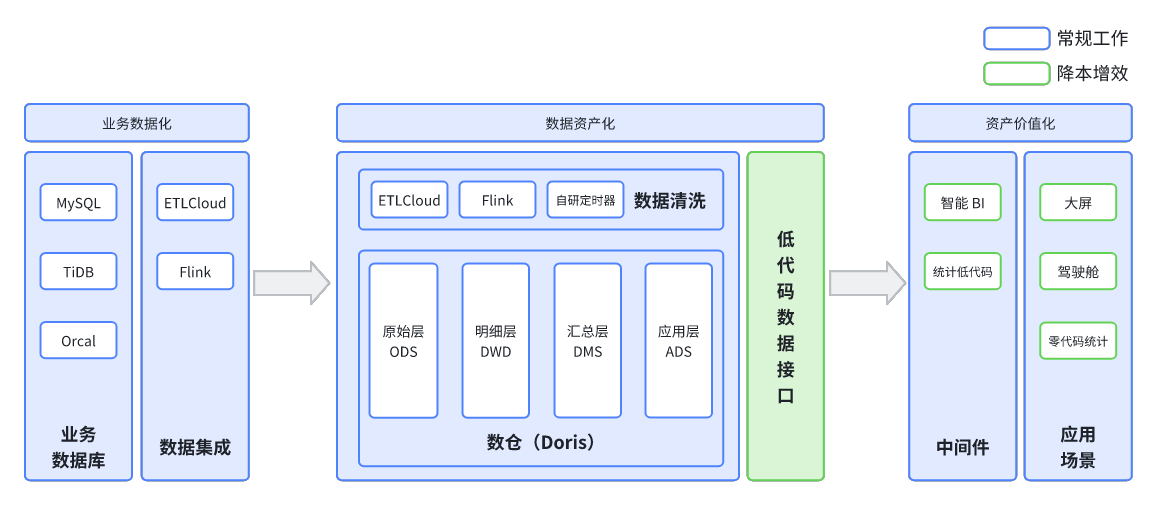 常规工作
降本增效
业务数据化
MySQL
TiDB
Orcal
业务
数据库
ETLCloud
Flink
数据集成
数据资产化
ETLCloud
Flink
自研定时器
数据清洗
原始层
ODS
明细层
DWD
汇总层
DMS
应用层
ADS
数仓（Doris）
低
代
码
数
据
接
口
资产价值化
智能 BI
统计低代码
中间件
大屏
驾驶舱
零代码统计
应用
场景